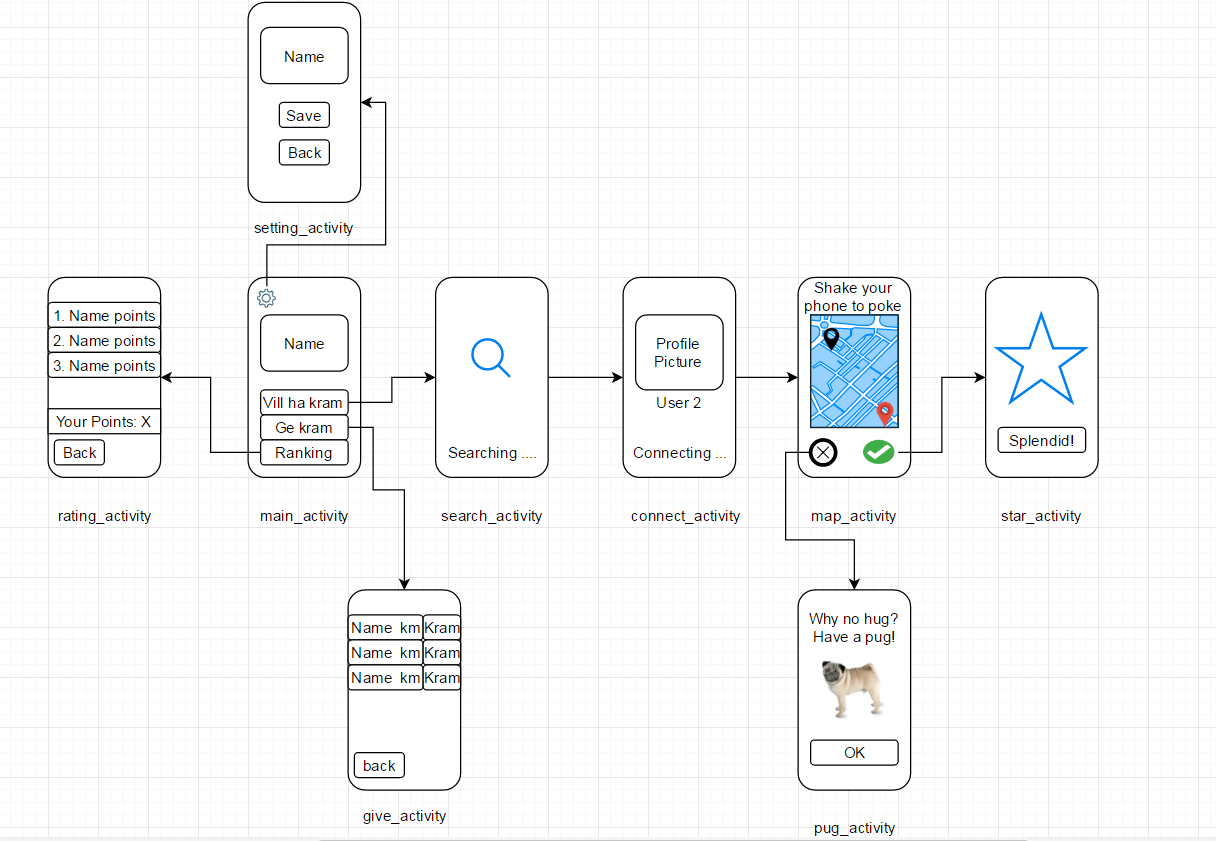 Name
Save
Back
setting_activity
1. Name points
2. Name points
3. Name points
Your Points: X
Back
rating_activity
Name
Vill ha kram
Ge kram
Ranking
main_activity
Searching ....
search_activity
Profile
Picture
User 2
Connecting ...
connect_activity
Shake your
phone to poke
map_activity
Splendid!
star_activity
Name km Kram
Name km Kram
Name km Kram
back
give_activity
Why no hug?
Have a pug!
OK
pug_activity